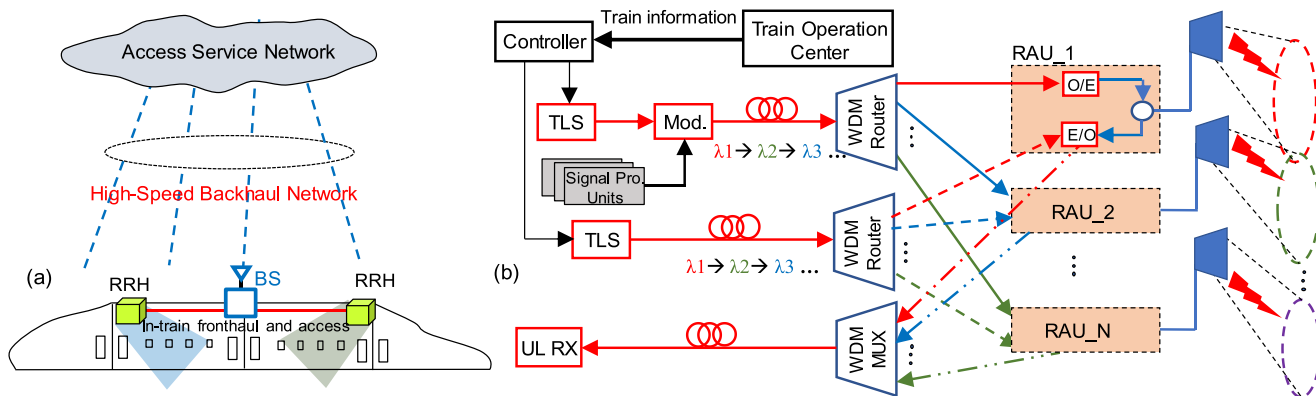 Access Service Network
High-Speed Backhaul Network
(a)
RRH
BS
RRH
In-train fronthaul and access
Train information
Controller
Train Operation
Center
TLS
Mod.
λ1→λ2→λ3 ...
WDM
Router
Signal Pro.
Units
RAU_1
O/E
E/O
(b)
TLS
λ1→λ2→λ3 ...
WDM
Router
RAU_2
RAU_N
UL RX
WDM
MUX